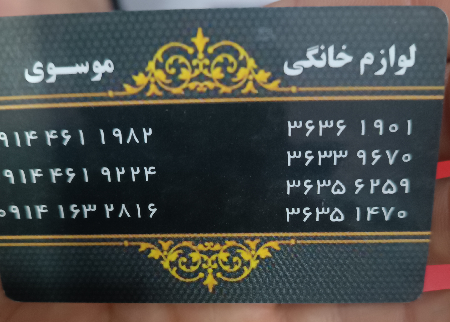 لوازم خانگی موسوی
۳۶۳۶ ۱۹۰۱
۳۶۳۳ ۹۶۷۰
۳۶۳۵ ۶۲۵۹
۳۶۳۵ ۱۴۷۰
۹۱۴ ۴۶۱ ۱۹۸۲
۹۱۴ ۴۶۱ ۹۲۲۴
۰۹۱۴ ۱۶۳ ۲۸۱۶